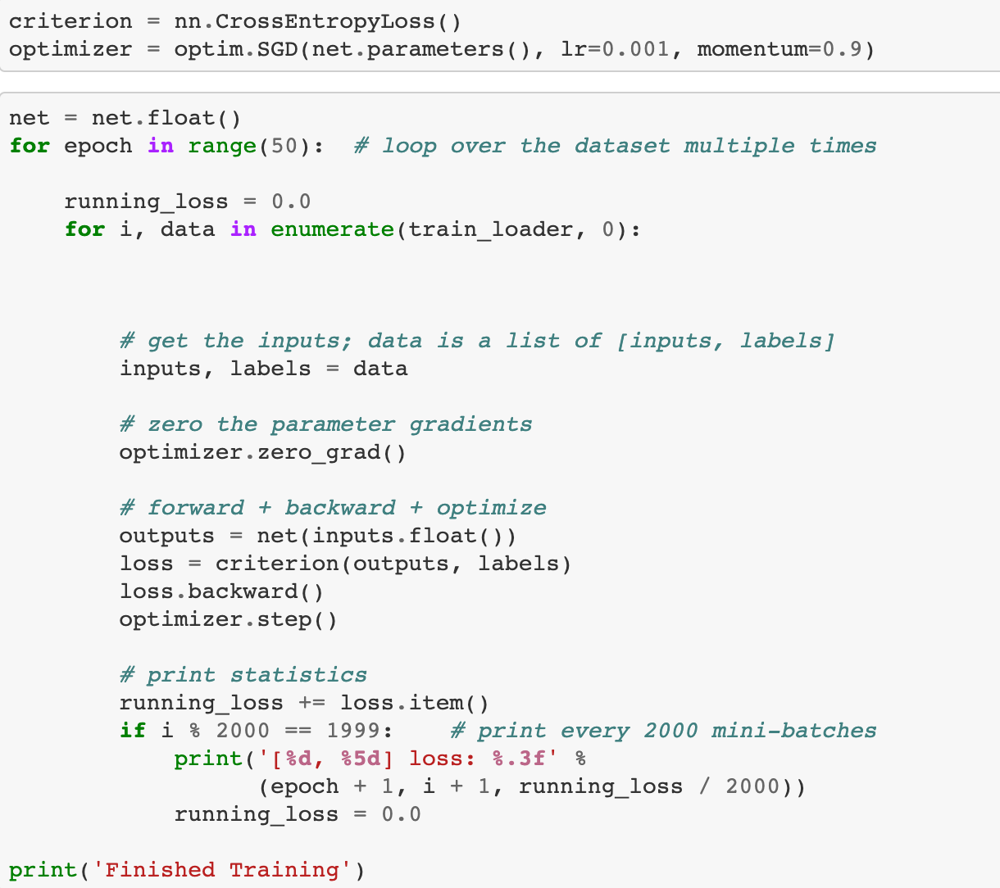 criterion = nn.CrossEntropyLoss()
optimizer = optim.SGD(net.parameters(), lr=0.001, momentum=0.9)
net = net.float()
for epoch in range(50):  # loop over the dataset multiple times
    running_loss = 0.0
    for i, data in enumerate(train_loader, 0):
        # get the inputs; data is a list of [inputs, labels]
        inputs, labels = data
        # zero the parameter gradients
        optimizer.zero_grad()
        # forward + backward + optimize
        outputs = net(inputs.float())
        loss = criterion(outputs, labels)
        loss.backward()
        optimizer.step()
        # print statistics
        running_loss += loss.item()
        if i % 2000 == 1999:    # print every 2000 mini-batches
            print('[%d, %5d] loss: %.3f' %
                  (epoch + 1, i + 1, running_loss / 2000))
            running_loss = 0.0
print('Finished Training')